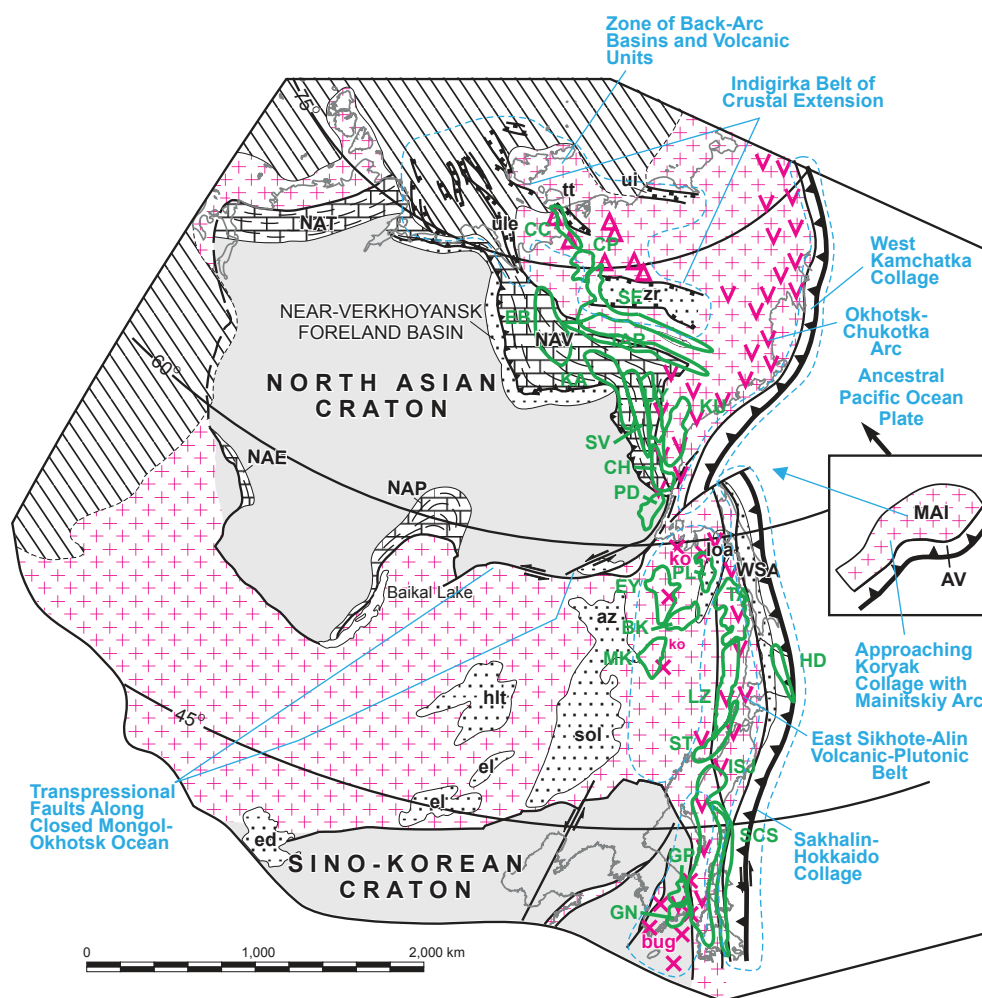 Zone of Back-Arc
Basins and Volcanic
Units
Indigirka Belt of
Crustal Extension
75°
tt
ui
NAT
ule
CC
CP
West
Kamchatka
Collage
SE
zr
NEAR-VERKHOYANSK
FORELAND BASIN
BB
NAV
AR
Okhotsk-
Chukotka
Arc
60°
NORTH ASIAN
CRATON
KA
KU
Ancestral
Pacific Ocean
Plate
SV
NAE
CH
NAP
PD
MAI
AV
ko
loa
WSA
PL
EY
Baikal Lake
TA
az
BK
ko
MK
HD
Approaching
Koryak
Collage with
Mainitskiy Arc
hlt
LZ
45°
sol
ST
East Sikhote-Alin
Volcanic-Plutonic
Belt
el
IS
Transpressional
Faults Along
Closed Mongol-
Okhotsk Ocean
el
ed
SCS
Sakhalin-
Hokkaido
Collage
SINO-KOREAN
CRATON
GP
GN
bug
0 1,000 2,000 km